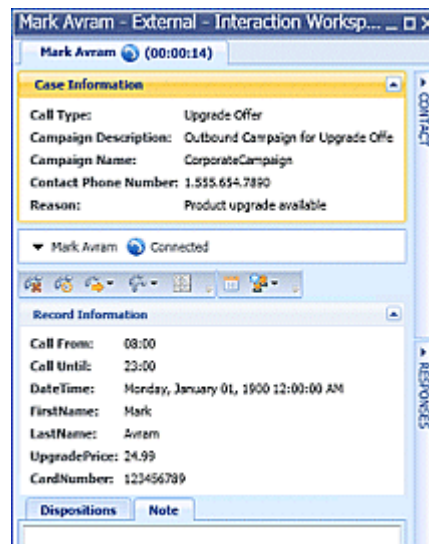 Mark Avram - External - Interaction Worksp...
Mark Avram (00:00:14)
Case Information
Call Type: Upgrade Offer
Campaign Description: Outbound Campaign for Upgrade Offe
Campaign Name: CorporateCampaign
Contact Phone Number: 1.555.654.7890
Reason: Product upgrade available
Mark Avram Connected
Record Information
Call From: 08:00
Call Until: 23:00
DateTime: Monday, January 01, 1900 12:00:00 AM
FirstName: Mark
LastName: Avram
UpgradePrice: 24.99
CardNumber: 123456789
Dispositions Note
CONTACT
RESPONSES